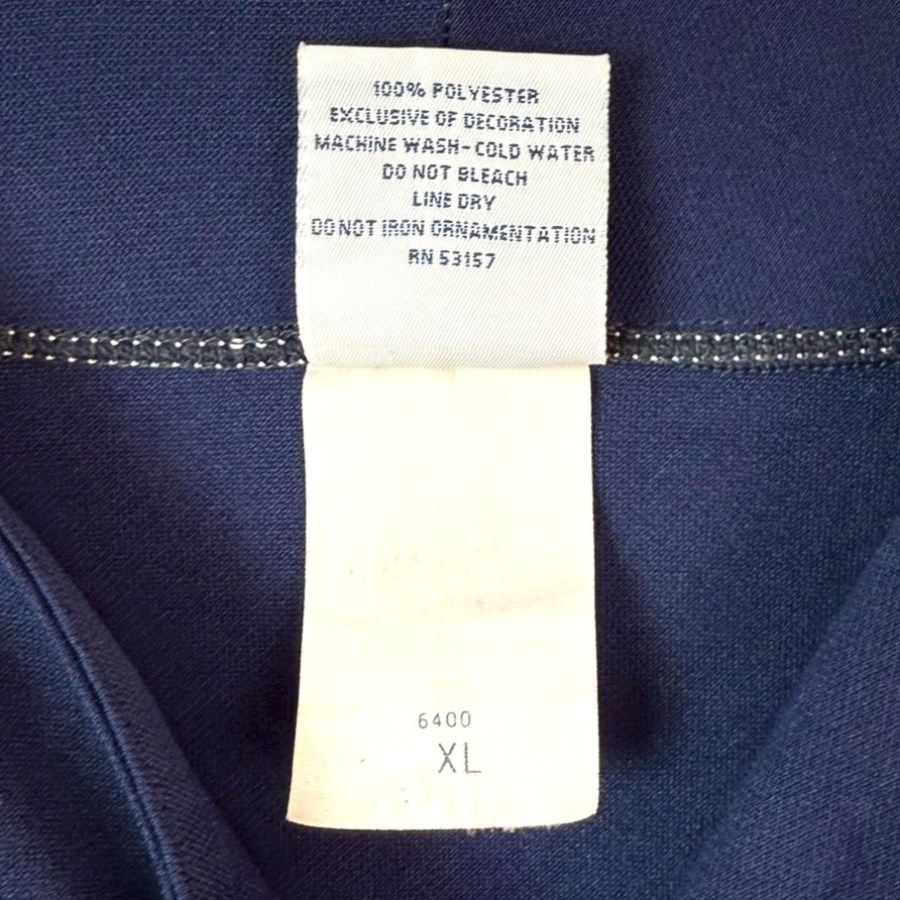 100% POLYESTER
EXCLUSIVE OF DECORATION
MACHINE WASH-COLD WATER
DO NOT BLEACH
LINE DRY
DO NOT IRON ORNAMENTATION
RN 53157
6400
XL